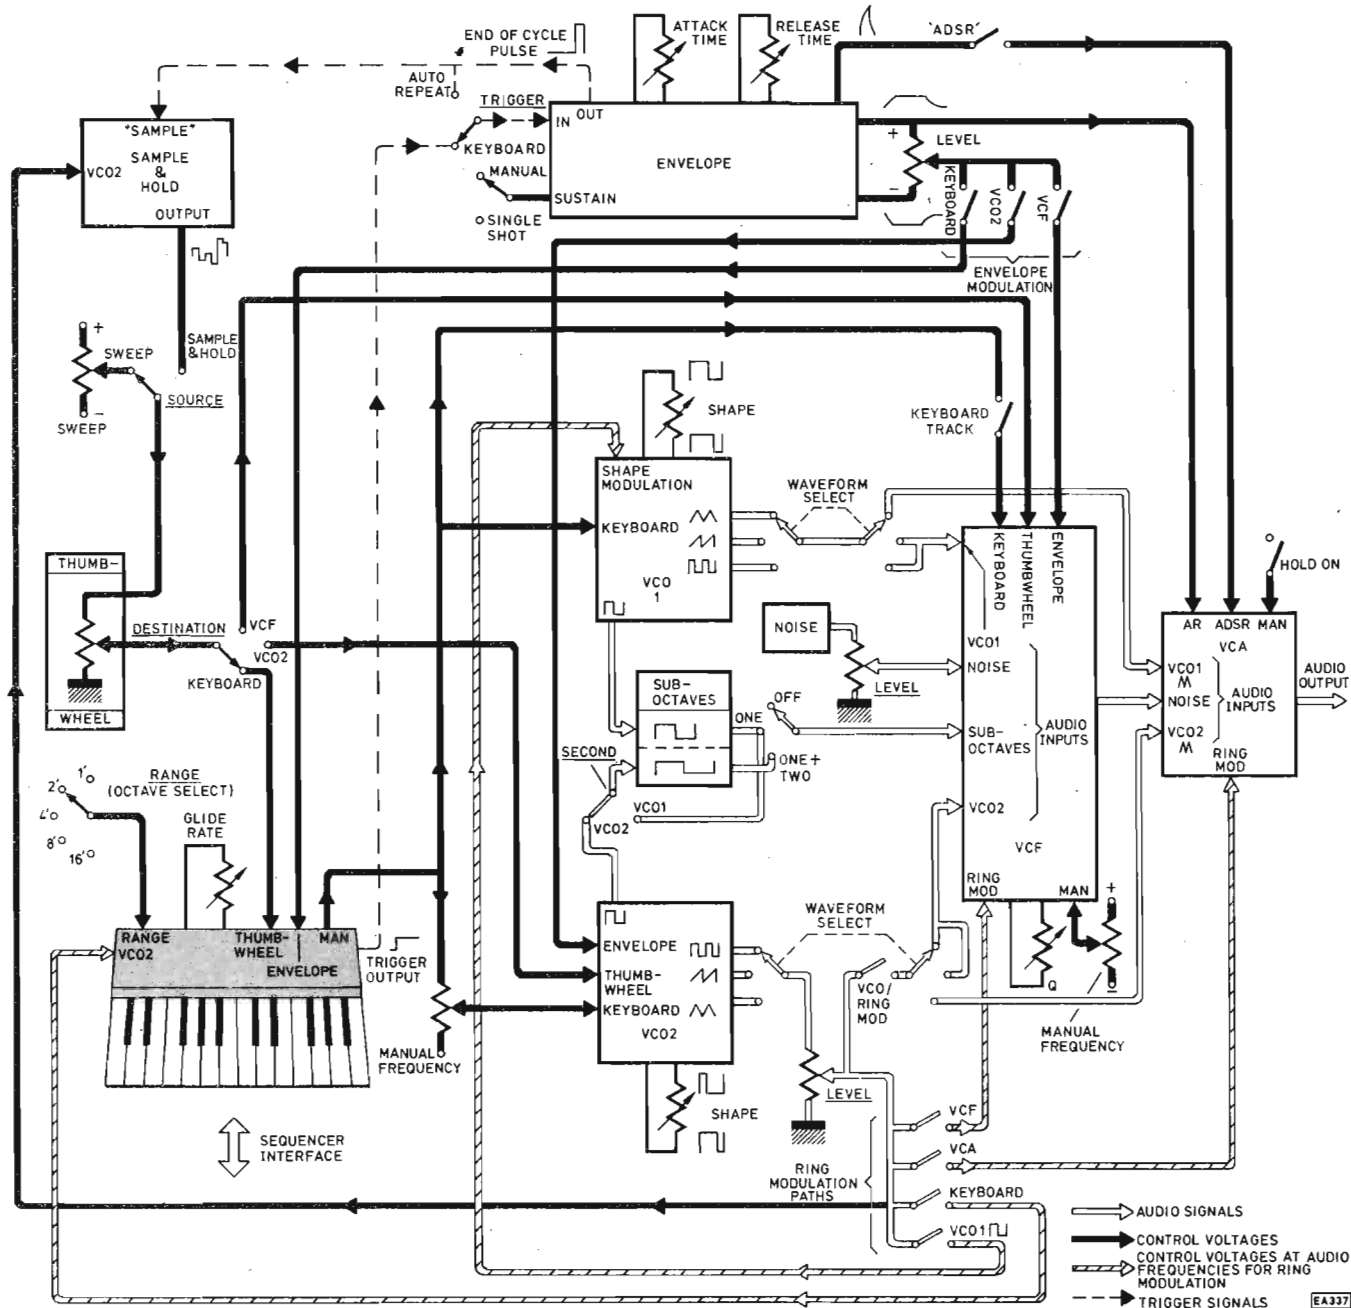 END OF CYCLE
PULSE
ATTACK
TIME
RELEASE
TIME
'ADSR'
AUTO
REPEAT
TRIGGER
IN
OUT
KEYBOARD
MANUAL
SUSTAIN
SINGLE
SHOT
ENVELOPE
+
LEVEL
-
KEYBOARD
VCO2
VCF
ENVELOPE
MODULATION
"SAMPLE"
SAMPLE
&
HOLD
VCO2
OUTPUT
+
SWEEP
-
SWEEP
SAMPLE
&HOLD
SOURCE
SHAPE
KEYBOARD
TRACK
SHAPE
MODULATION
KEYBOARD
VCO
1
WAVEFORM
SELECT
KEYBOARD
THUMBWHEEL
ENVELOPE
HOLD ON
THUMB-
WHEEL
DESTINATION
VCF
VCO2
KEYBOARD
NOISE
LEVEL
VCO1
NOISE
SUB-
OCTAVES
AUDIO
INPUTS
VCO2
VCF
RING
MOD
MAN
AR
ADSR
MAN
VCA
VCO1
NOISE
VCO2
AUDIO
INPUTS
RING
MOD
AUDIO
OUTPUT
SUB-
OCTAVES
ONE
OFF
ONE+
TWO
SECOND
VCO1
VCO2
RANGE
(OCTAVE SELECT)
1'
2'
4'
8'
16'
GLIDE
RATE
RANGE
VCO2
THUMB-
WHEEL
ENVELOPE
MAN
TRIGGER
OUTPUT
MANUAL
FREQUENCY
ENVELOPE
THUMB-
WHEEL
KEYBOARD
VCO2
SHAPE
WAVEFORM
SELECT
VCO/
RING
MOD
LEVEL
Q
+
-
MANUAL
FREQUENCY
SEQUENCER
INTERFACE
RING
MODULATION
PATHS
VCF
VCA
KEYBOARD
VCO1
AUDIO SIGNALS
CONTROL VOLTAGES
CONTROL VOLTAGES AT AUDIO
FREQUENCIES FOR RING
MODULATION
TRIGGER SIGNALS
EA337